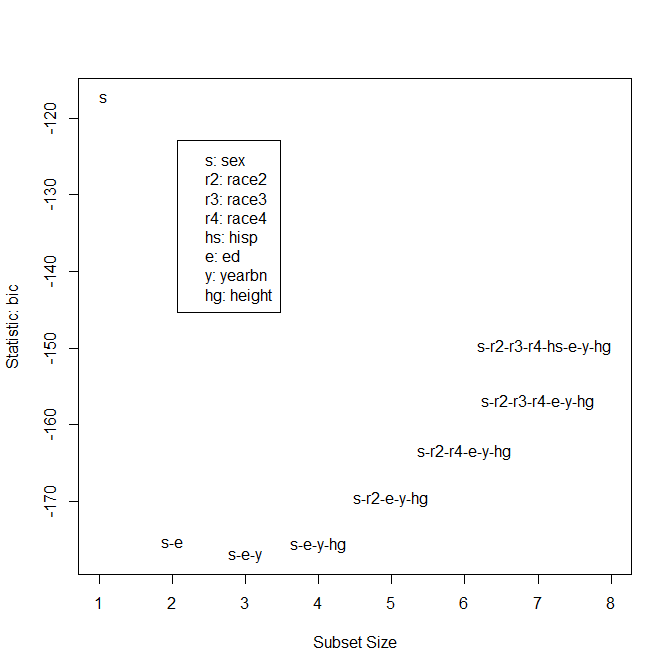 s
-120
s: sex
r2: race2
r3: race3
r4: race4
hs: hisp
e: ed
y: yearbn
hg: height
-130
-140
-150
-160
-170
Statistic: bic
s-r2-r3-r4-hs-e-y-hg
s-r2-r3-r4-e-y-hg
s-r2-r4-e-y-hg
s-r2-e-y-hg
s-e
s-e-y
s-e-y-hg
1 2 3 4 5 6 7 8
Subset Size